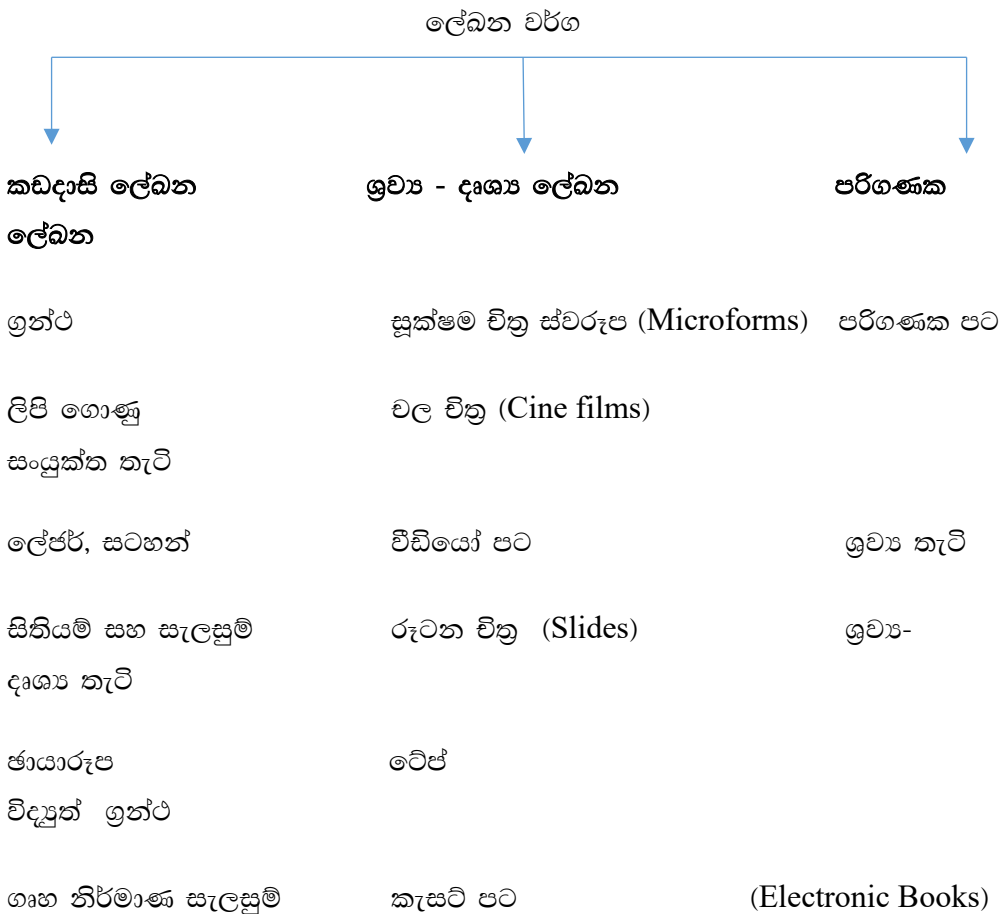 ලේඛන වර්ග
කඩදාසි ලේඛන ශ්‍රව්‍ය - දෘශ්‍ය ලේඛන පරිගණක
ලේඛන
ග්‍රන්ථ සූක්ෂම චිත්‍ර ස්වරූප (Microforms) පරිගණක පට
ලිපි ගොණු චල චිත්‍ර (Cine films)
සංයුක්ත තැටි
ලේජර්, සටහන් වීඩියෝ පට ශ්‍රව්‍ය තැටි
සිතියම් සහ සැලසුම් රූටන චිත්‍ර (Slides) ශ්‍රව්‍ය-
දෘශ්‍ය තැටි
ඡායාරූප ටේප්
විද්‍යුත් ග්‍රන්ථ
ගෘහ නිර්මාණ සැලසුම් කැසට් පට (Electronic Books)